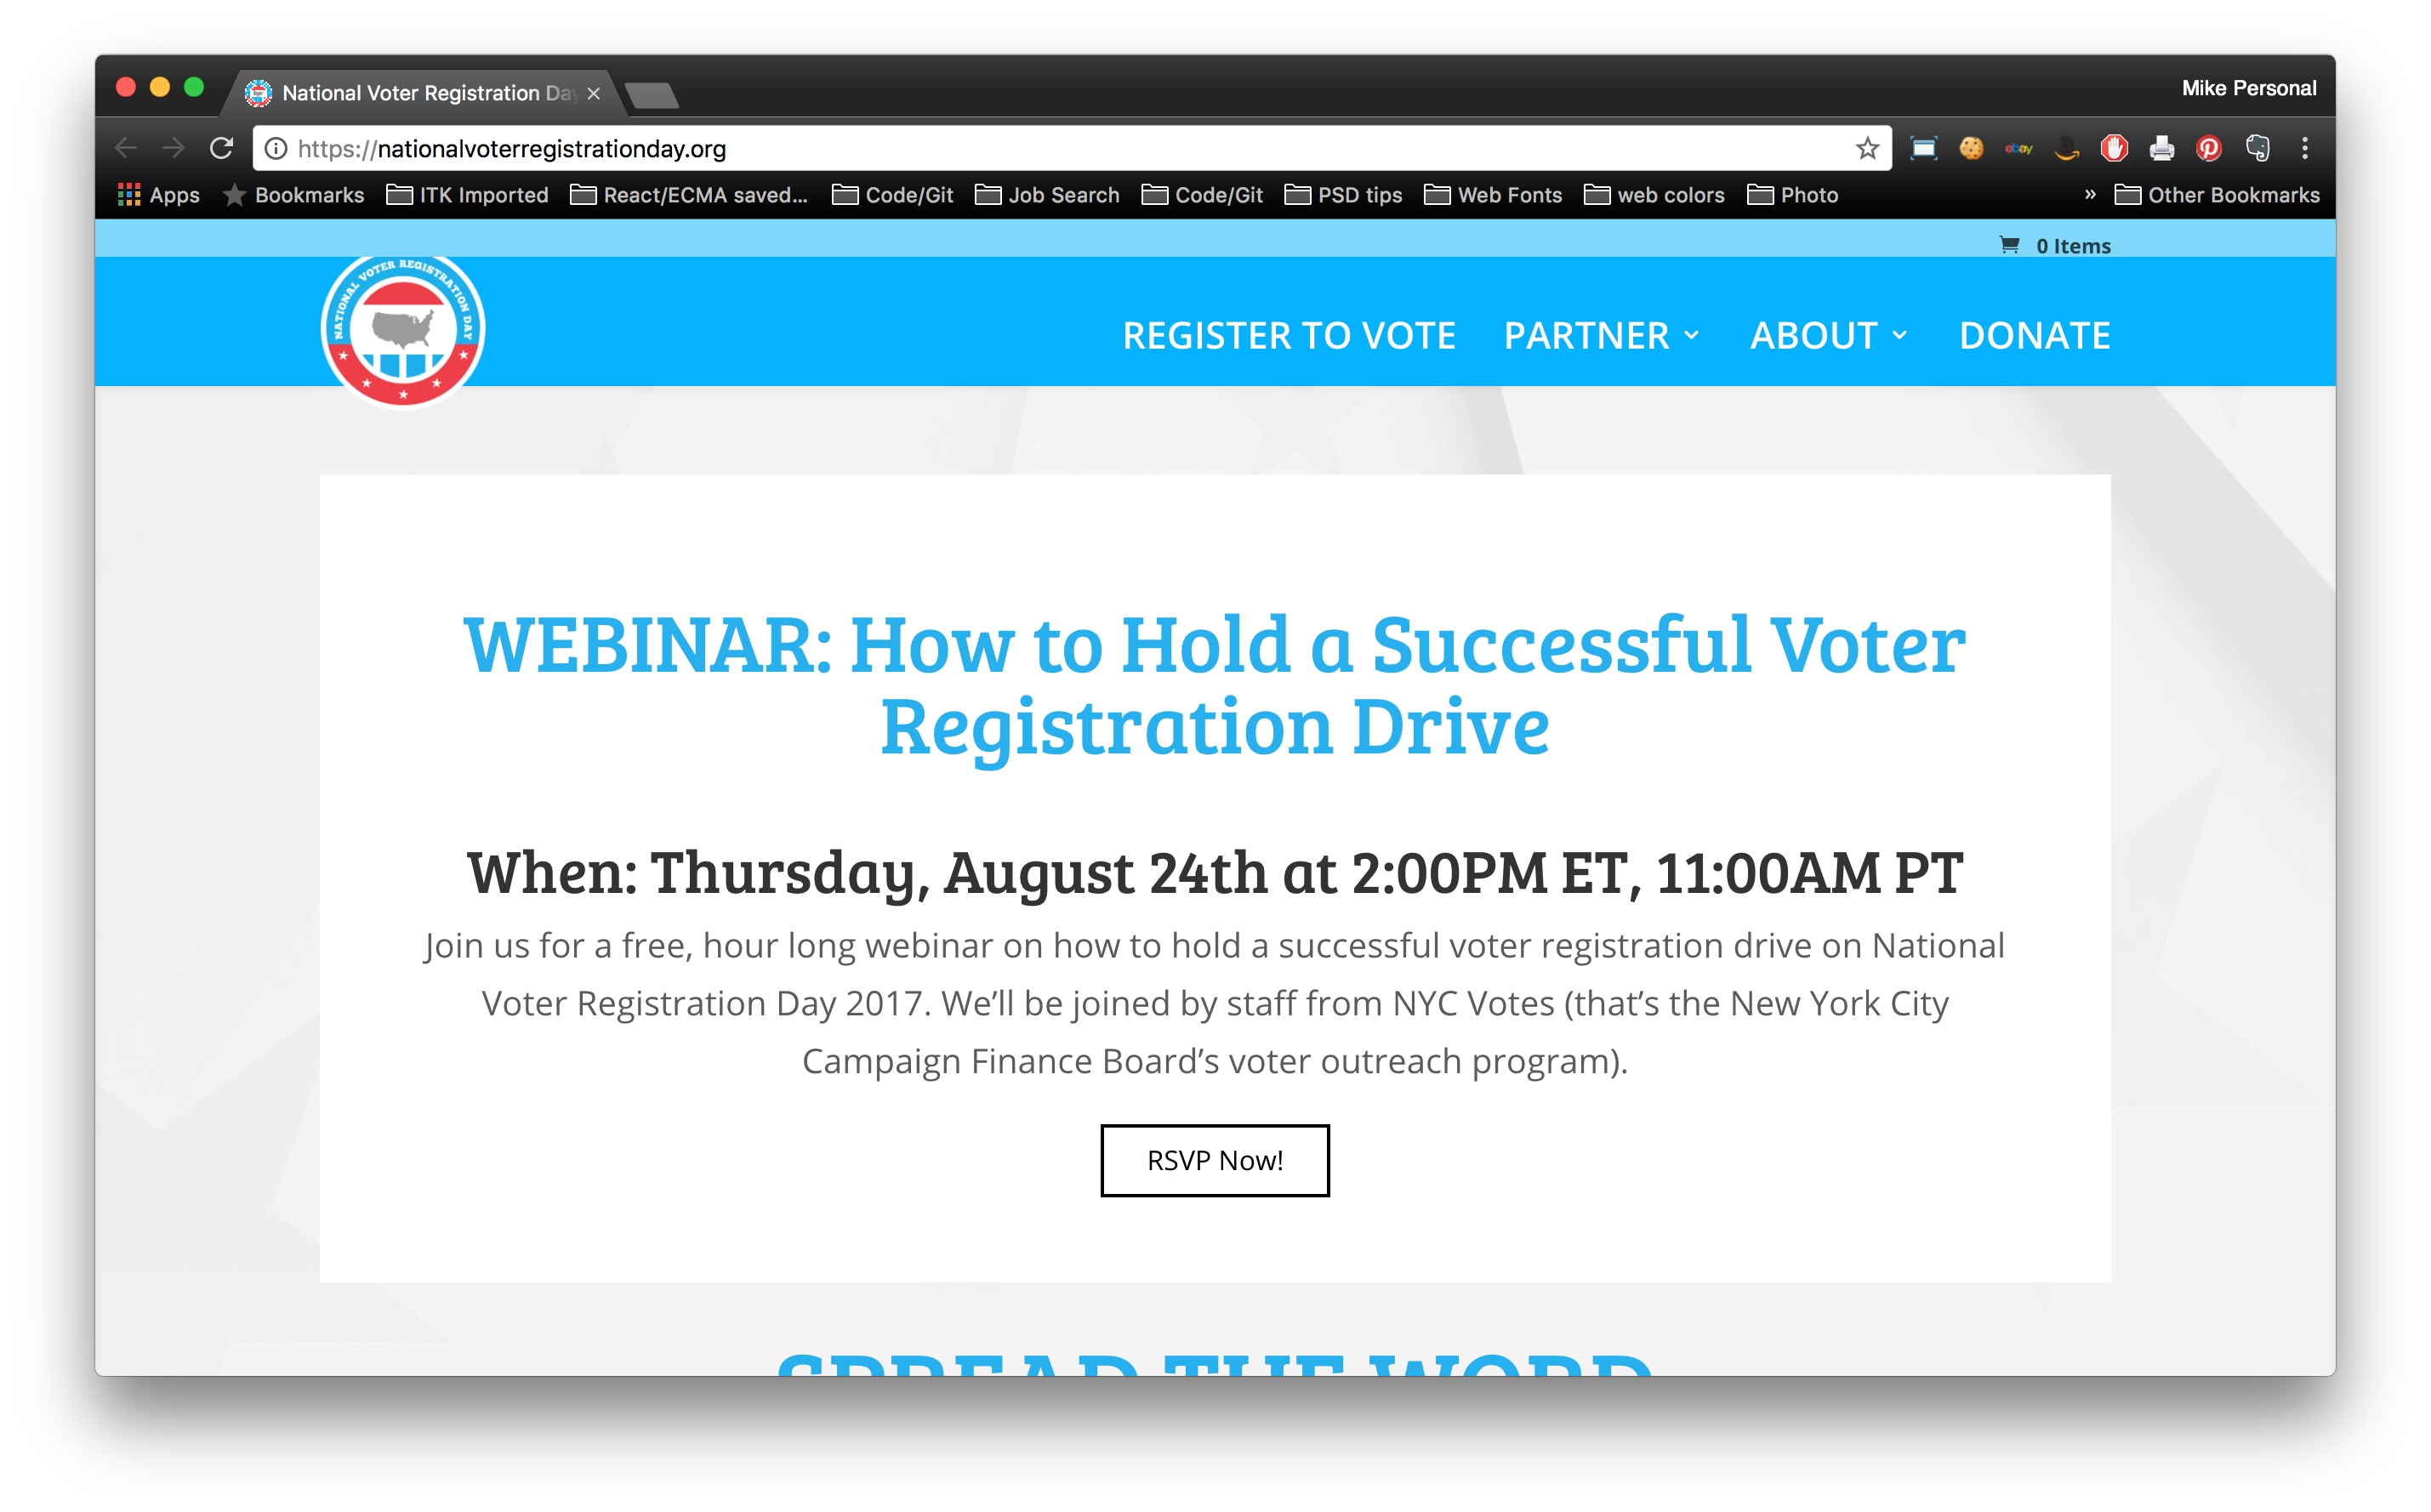 National Voter Registration Day
Mike Personal
https://nationalvoterregistrationday.org
ebay
Apps Bookmarks ITK Imported React/ECMA saved... Code/Git Job Search Code/Git PSD tips Web Fonts web colors Photo » Other Bookmarks
0 Items
NATIONAL VOTER REGISTRATION DAY
REGISTER TO VOTE PARTNER ABOUT DONATE
WEBINAR: How to Hold a Successful Voter
Registration Drive
When: Thursday, August 24th at 2:00PM ET, 11:00AM PT
Join us for a free, hour long webinar on how to hold a successful voter registration drive on National
Voter Registration Day 2017. We’ll be joined by staff from NYC Votes (that’s the New York City
Campaign Finance Board’s voter outreach program).
RSVP Now!
SPREAD THE WORD